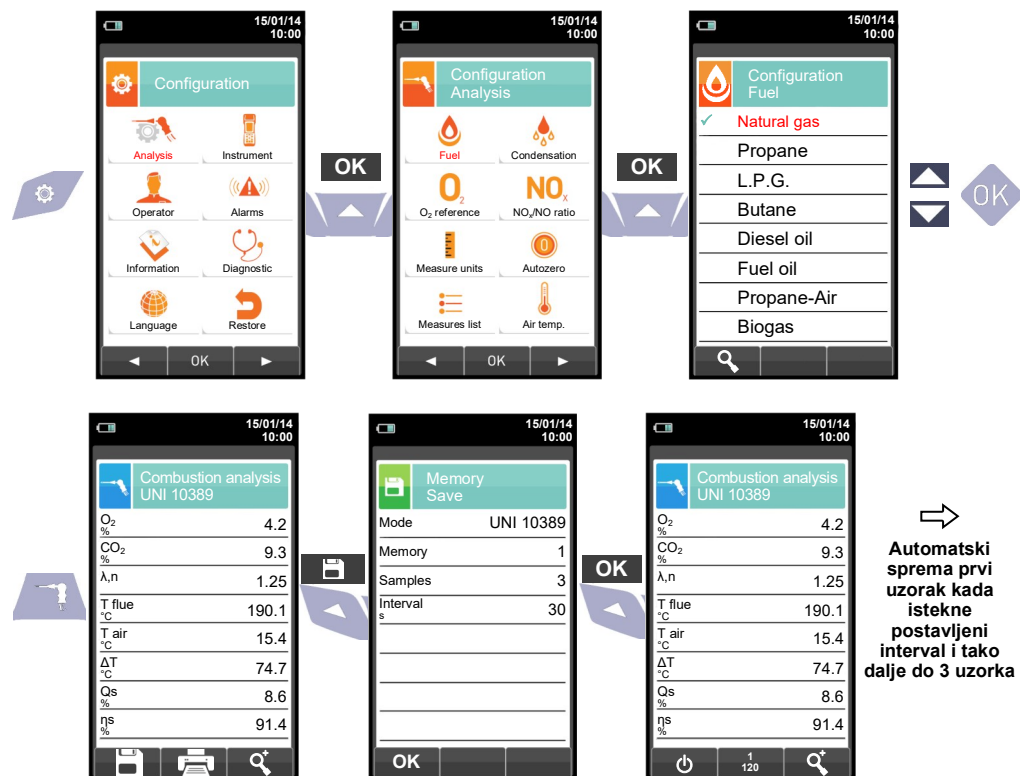 15/01/14
10:00
Configuration
Analysis
Instrument
Operator
Alarms
Information
Diagnostic
Language
Restore
◄ OK ►
OK
15/01/14
10:00
Configuration
Analysis
Fuel
Condensation
O₂
NOₓ
O₂ reference
NOₓ/NO ratio
Measure units
Autozero
Measures list
Air temp.
◄ OK ►
OK
15/01/14
10:00
Configuration
Fuel
✓ Natural gas
Propane
L.P.G.
Butane
Diesel oil
Fuel oil
Propane-Air
Biogas
OK
15/01/14
10:00
Combustion analysis
UNI 10389
O₂ % 4.2
CO₂ % 9.3
λ,n 1.25
T flue °C 190.1
T air °C 15.4
ΔT °C 74.7
Qs % 8.6
ηs % 91.4
15/01/14
10:00
Memory
Save
Mode UNI 10389
Memory 1
Samples 3
Interval s 30
OK
OK
15/01/14
10:00
Combustion analysis
UNI 10389
O₂ % 4.2
CO₂ % 9.3
λ,n 1.25
T flue °C 190.1
T air °C 15.4
ΔT °C 74.7
Qs % 8.6
ηs % 91.4
1
120
Automatski
sprema prvi
uzorak kada
istekne
postavljeni
interval i tako
dalje do 3 uzorka